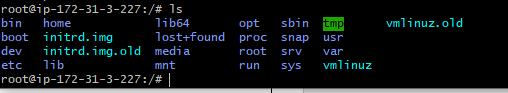 root@ip-172-31-3-227:/# ls
bin home lib64 opt sbin tmp vmlinuz.old
boot initrd.img lost+found proc snap usr
dev initrd.img.old media root srv var
etc lib mnt run sys vmlinuz
root@ip-172-31-3-227:/#